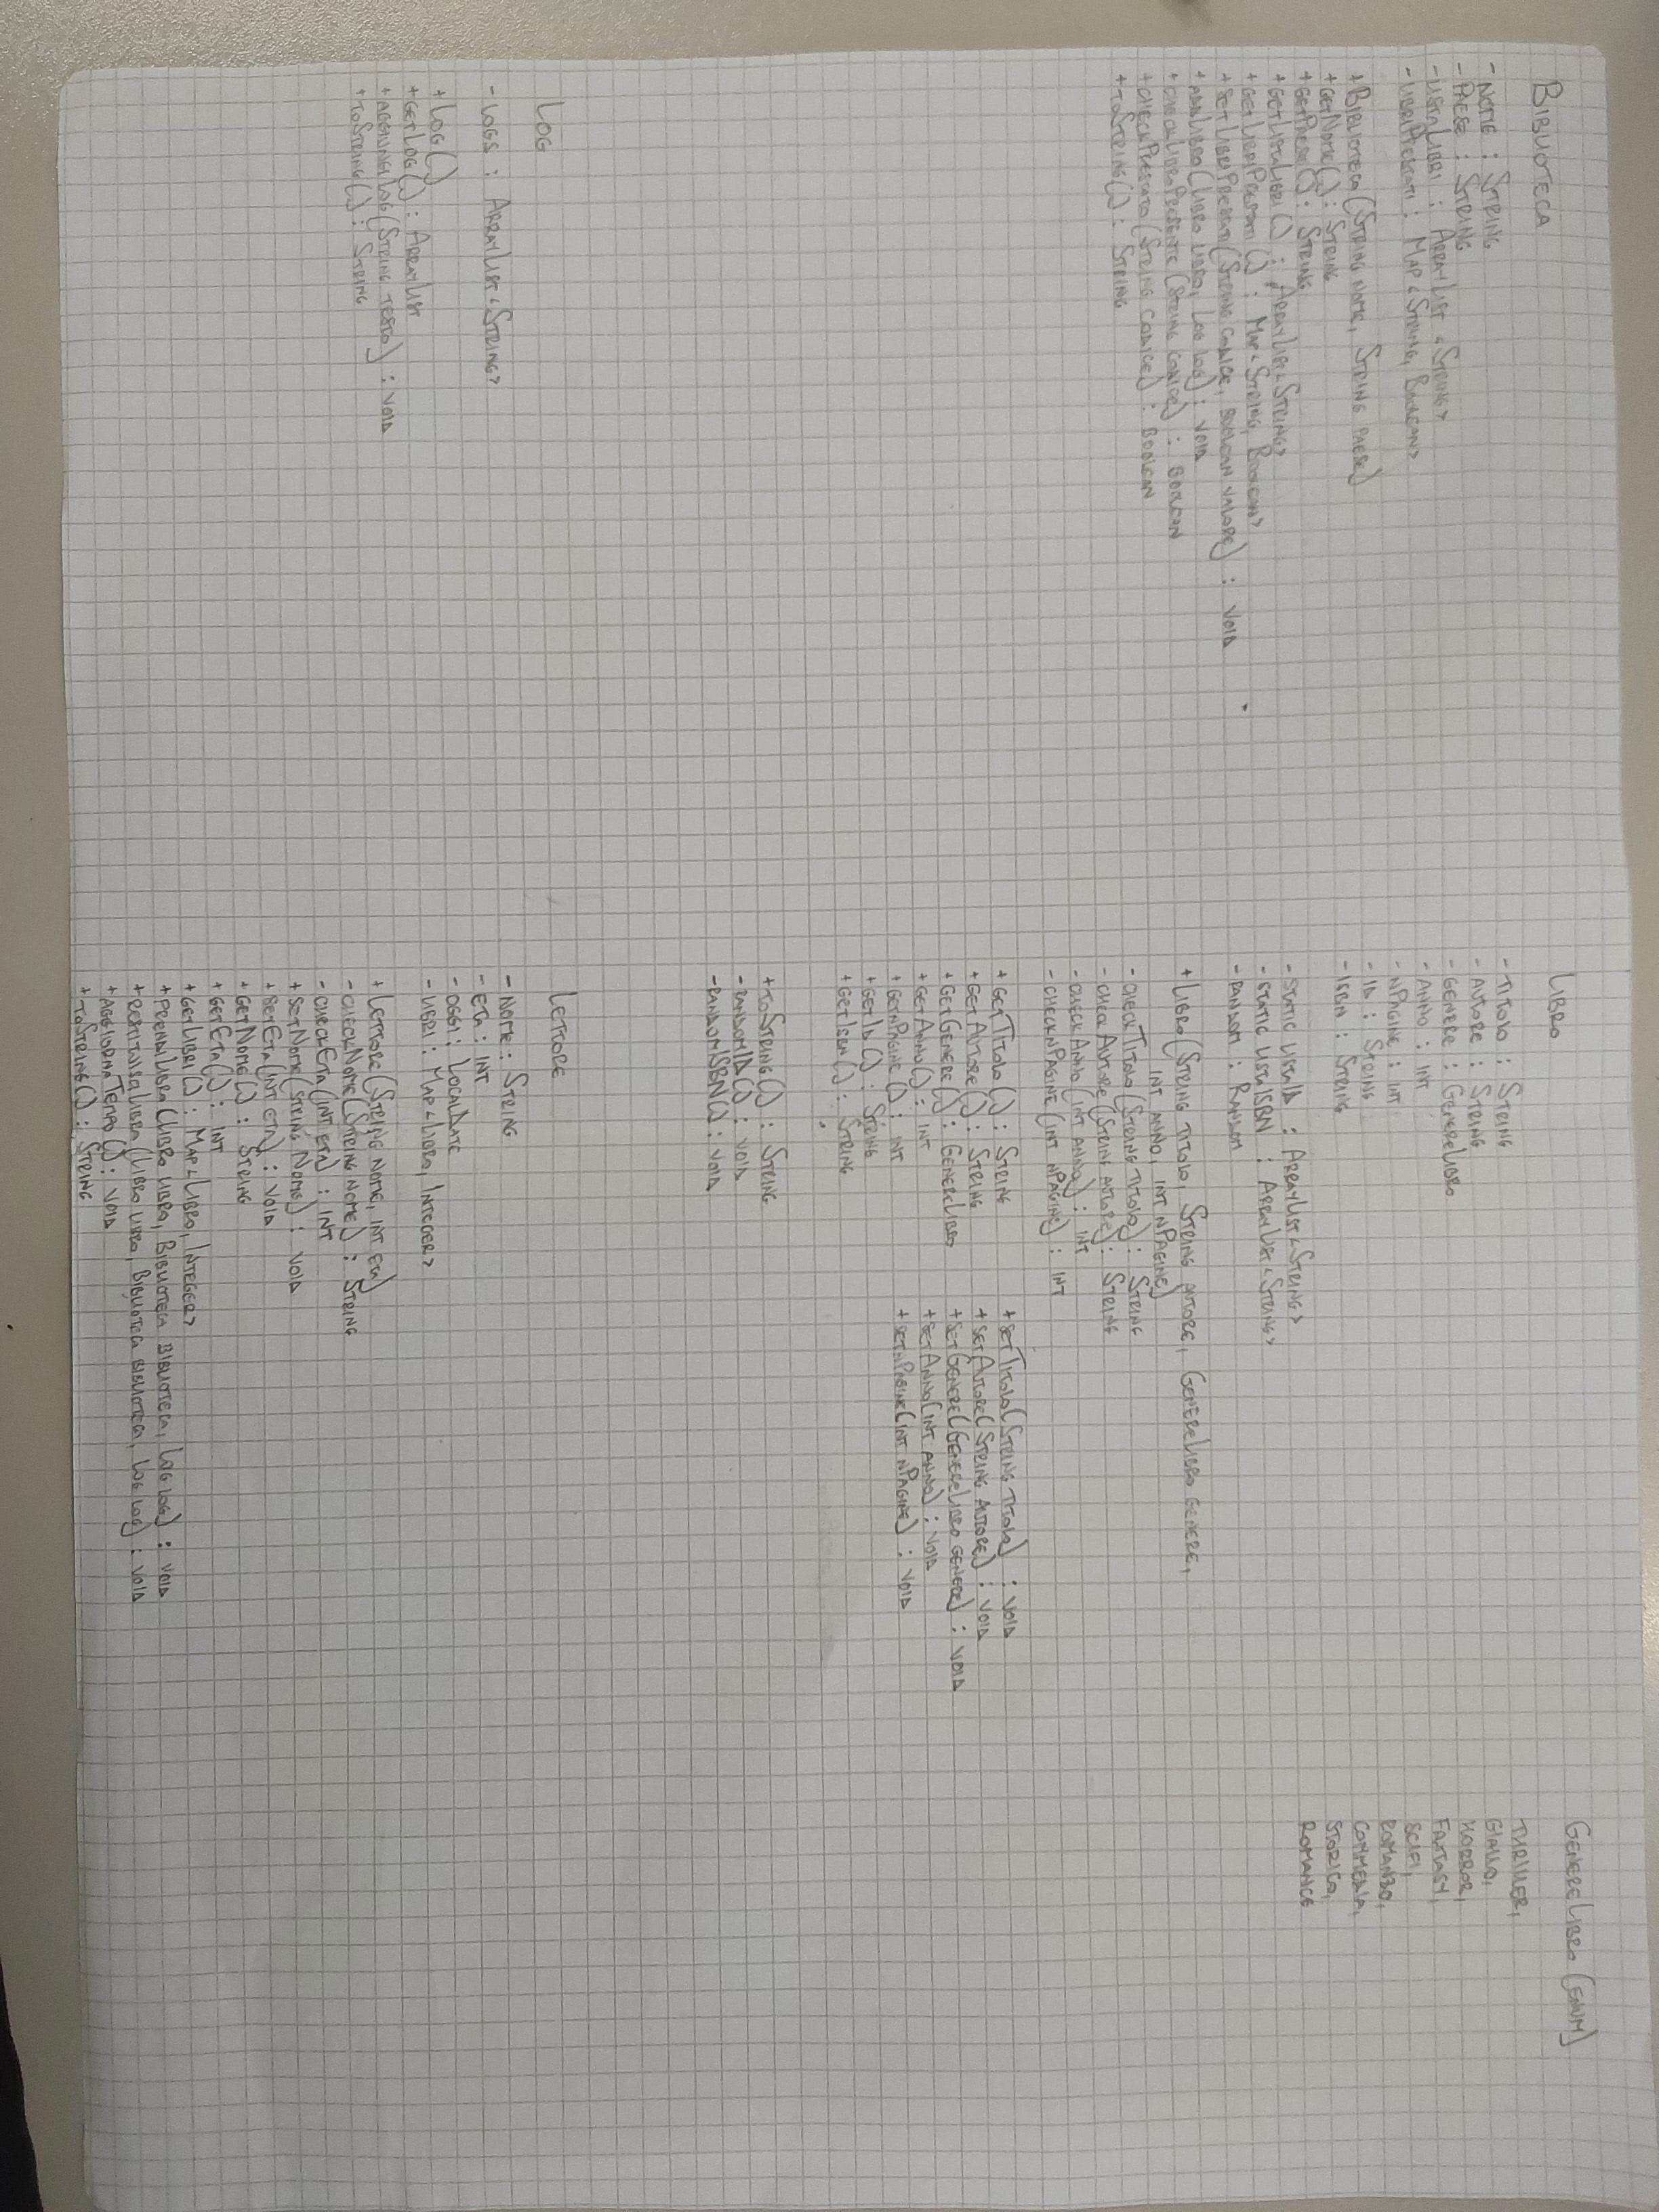 BIBLIOTECA
- NOME : STRING
- PAESE : STRING
- LISTALIBRI : ARRAYLIST <STRING>
- LIBRIPRESTATI : MAP <STRING, BOOLEAN>
+ BIBLIOTECA (STRING NOME, STRING PAESE)
+ GETNOME() : STRING
+ GETPAESE() : STRING
+ GETLISTALIBRI () : ARRAYLIST<STRING>
+ GETLIBRIPRESTATI () : MAP<STRING, BOOLEAN>
+ SETLIBRIPRESTATI (STRING CODICE, BOOLEAN VALORE) : VOID
+ ADDLIBRO (LIBRO LIBRO, LOG LOG) : VOID
+ CHECKLIBROPRESENTE (STRING CODICE) : BOOLEAN
+ CHECKPRESTATO (STRING CODICE) : BOOLEAN
+ TOSTRING() : STRING
LOG
- LOGS : ARRAYLIST <STRING>
+ LOG()
+ GETLOG() : ARRAYLIST
+ AGGIUNGILOG (STRING TESTO) : VOID
+ TOSTRING() : STRING
LIBRO
- TITOLO : STRING
- AUTORE : STRING
- GENERE : GENERELIBRO
- ANNO : INT
- NPAGINE : INT
- ID : STRING
- ISBN : STRING
- STATIC LISTAID : ARRAYLIST<STRING>
- STATIC LISTAISBN : ARRAYLIST<STRING>
- RANDOM : RANDOM
+ LIBRO (STRING TITOLO, STRING AUTORE, GENERELIBRO GENERE,
INT ANNO, INT NPAGINE)
- CHECKTITOLO (STRING TITOLO) : STRING
- CHECKAUTORE (STRING AUTORE) : STRING
- CHECKANNO (INT ANNO) : INT
- CHECKNPAGINE (INT NPAGINE) : INT
+ GETTITOLO () : STRING
+ GETAUTORE () : STRING
+ GETGENERE () : GENERELIBRO
+ GETANNO () : INT
+ GETNPAGINE () : INT
+ GETID () : STRING
+ GETISBN () : STRING
+ SETTITOLO (STRING TITOLO) : VOID
+ SETAUTORE (STRING AUTORE) : VOID
+ SETGENERE (GENERELIBRO GENERE) : VOID
+ SETANNO (INT ANNO) : VOID
+ SETNPAGINE (INT NPAGINE) : VOID
+ TOSTRING () : STRING
- RANDOMID () : VOID
- RANDOMISBN () : VOID
LETTORE
- NOME : STRING
- ETA : INT
- OGGI : LOCALDATE
- LIBRI : MAP<LIBRO, INTEGER>
+ LETTORE (STRING NOME, INT ETA)
- CHECKNOME (STRING NOME) : STRING
- CHECKETA (INT ETA) : INT
+ SETNOME (STRING NOME) : VOID
+ SETETA (INT ETA) : VOID
+ GETNOME () : STRING
+ GETETA () : INT
+ GETLIBRI () : MAP<LIBRO, INTEGER>
+ PRENDILIBRO (LIBRO LIBRO, BIBLIOTECA BIBLIOTECA, LOG LOG) : VOID
+ RESTITUISCILIBRO (LIBRO LIBRO, BIBLIOTECA BIBLIOTECA, LOG LOG) : VOID
+ AGGIORNATEMPO () : VOID
+ TOSTRING () : STRING
GENERELIBRO (ENUM)
THRILLER,
GIALLO,
HORROR,
FANTASY,
SCIFI,
ROMANZO,
COMMEDIA,
STORICO,
ROMANCE